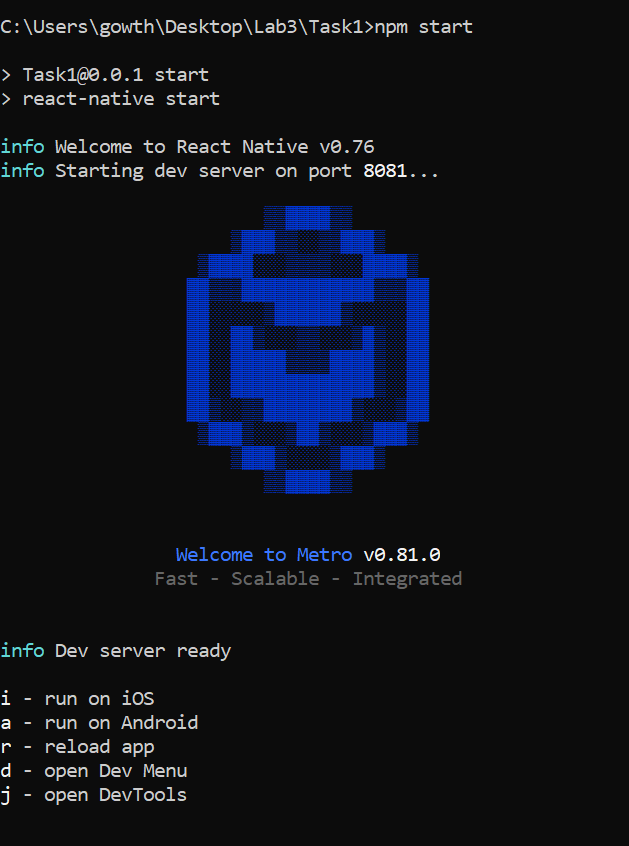 C:\Users\gowth\Desktop\Lab3\Task1>npm start
> Task1@0.0.1 start
> react-native start
info Welcome to React Native v0.76
info Starting dev server on port 8081...
Welcome to Metro v0.81.0
Fast - Scalable - Integrated
info Dev server ready
i - run on iOS
a - run on Android
r - reload app
d - open Dev Menu
j - open DevTools